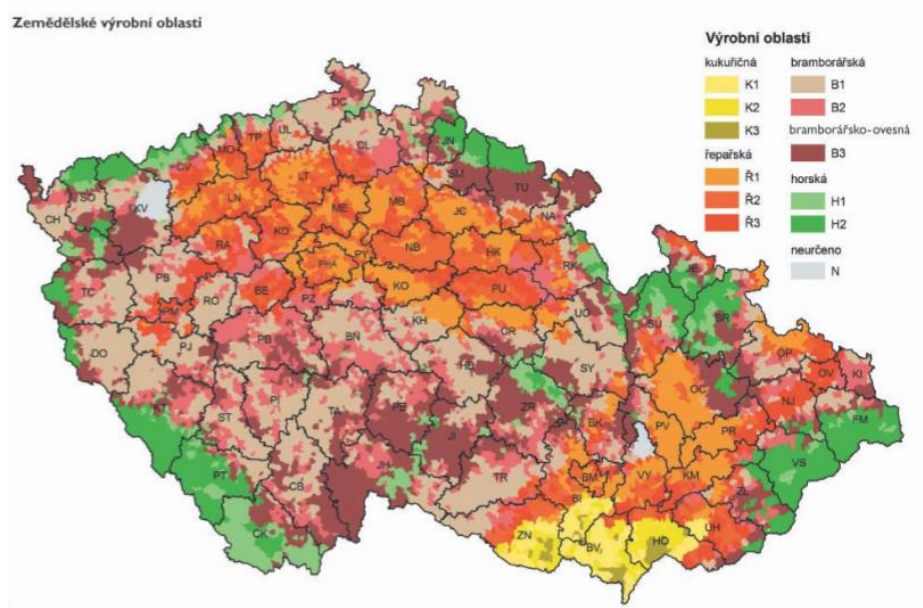 Zemědělské výrobní oblasti
Výrobní oblasti
kukuřičná
K1
K2
K3
řepařská
Ř1
Ř2
Ř3
bramborářská
B1
B2
bramborářsko-ovesná
B3
horská
H1
H2
neurčeno
N
DC
LI
UL
TP
MO
CV
CL
JN
SM
TU
LT
LN
SO
KV
CH
ME
MB
JC
NA
RA
KD
NB
HK
RK
PHA
PY
KO
PU
BE
PS
TC
RO
PM
PZ
KH
CR
UO
SU
JE
BR
DO
PJ
PB
BN
HB
SY
OP
OV
KI
KT
ST
PI
TA
PE
ZR
BK
OC
NJ
FM
JI
PV
PR
VS
PT
CB
JH
TR
BM
VY
KM
ZL
CK
BI
ZN
BV
HO
UH